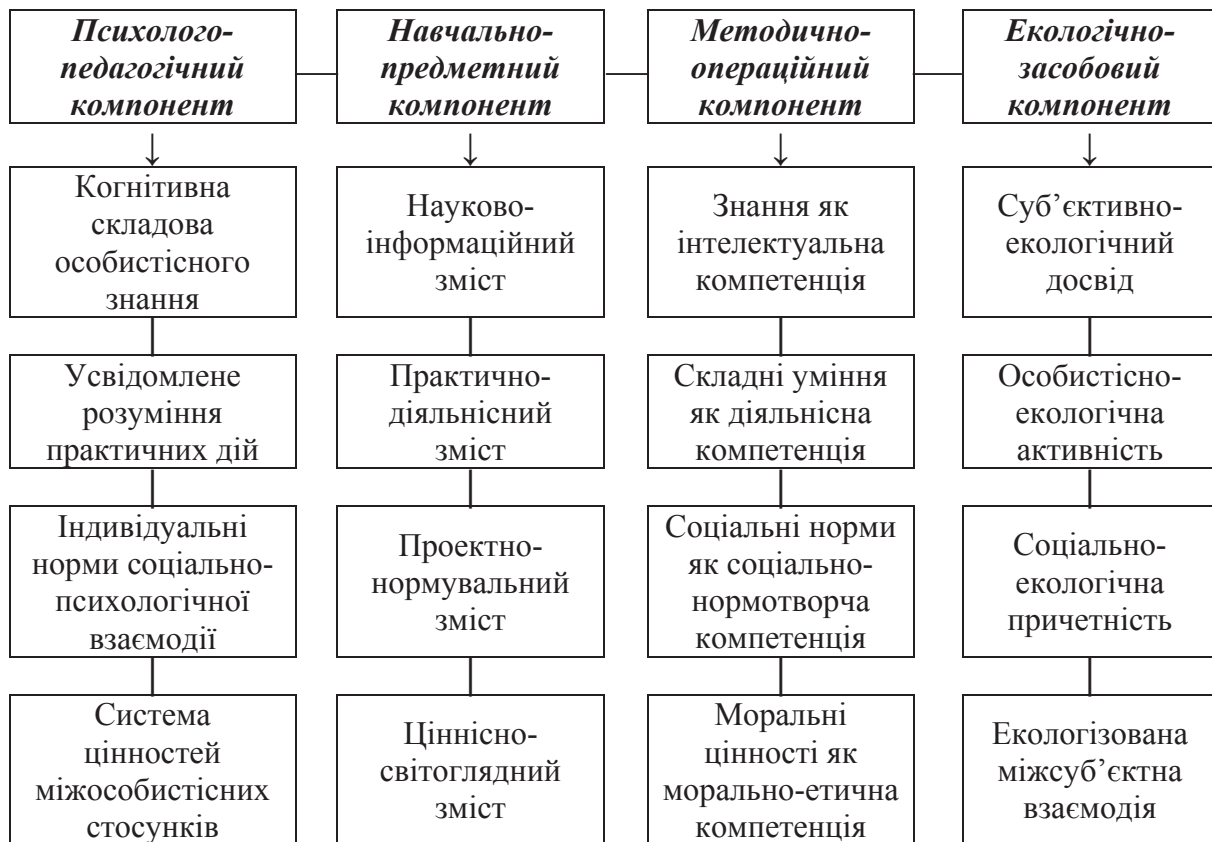 Психолого-
педагогічний
компонент
Навчально-
предметний
компонент
Методично-
операційний
компонент
Екологічно-
засобовий
компонент
Когнітивна
складова
особистісного
знання
Науково-
інформаційний
зміст
Знання як
інтелектуальна
компетенція
Суб’єктивно-
екологічний
досвід
Усвідомлене
розуміння
практичних дій
Практично-
діяльнісний
зміст
Складні уміння
як діяльнісна
компетенція
Особистісно-
екологічна
активність
Індивідуальні
норми соціально-
психологічної
взаємодії
Проектно-
нормувальний
зміст
Соціальні норми
як соціально-
нормотворча
компетенція
Соціально-
екологічна
причетність
Система
цінностей
міжособистісних
стосунків
Ціннісно-
світоглядний
зміст
Моральні
цінності як
морально-етична
компетенція
Екологізована
міжсуб’єктна
взаємодія